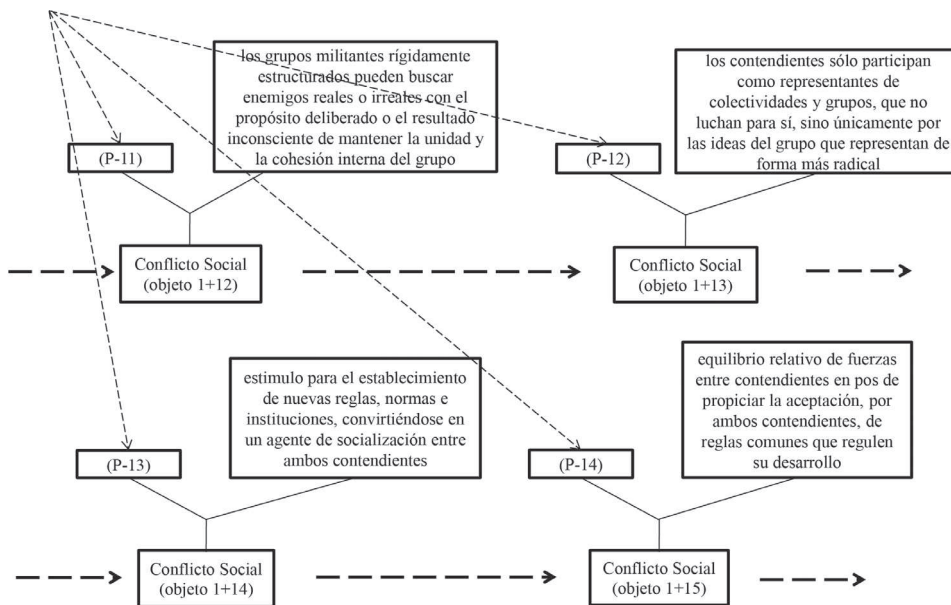 los grupos militantes rígidamente
estructurados pueden buscar
enemigos reales o irreales con el
propósito deliberado o el resultado
inconsciente de mantener la unidad y
la cohesión interna del grupo
(P-11)
Conflicto Social
(objeto 1+12)
los contendientes sólo participan
como representantes de
colectividades y grupos, que no
luchan para sí, sino únicamente por
las ideas del grupo que representan de
forma más radical
(P-12)
Conflicto Social
(objeto 1+13)
estimulo para el establecimiento
de nuevas reglas, normas e
instituciones, convirtiéndose en
un agente de socialización entre
ambos contendientes
(P-13)
Conflicto Social
(objeto 1+14)
equilibrio relativo de fuerzas
entre contendientes en pos de
propiciar la aceptación, por
ambos contendientes, de
reglas comunes que regulen
su desarrollo
(P-14)
Conflicto Social
(objeto 1+15)